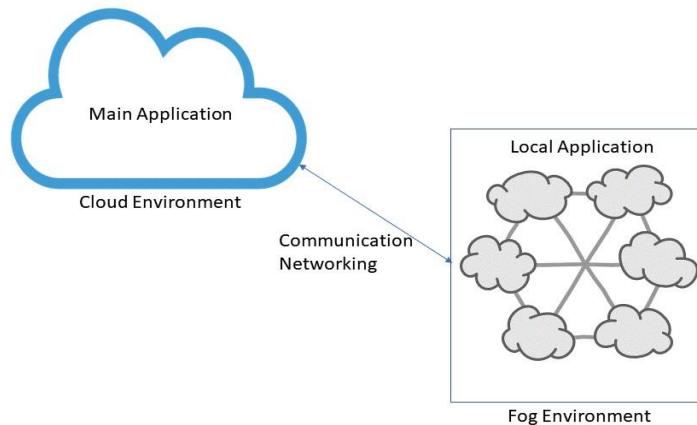 Main Application
Cloud Environment
Communication
Networking
Local Application
Fog Environment